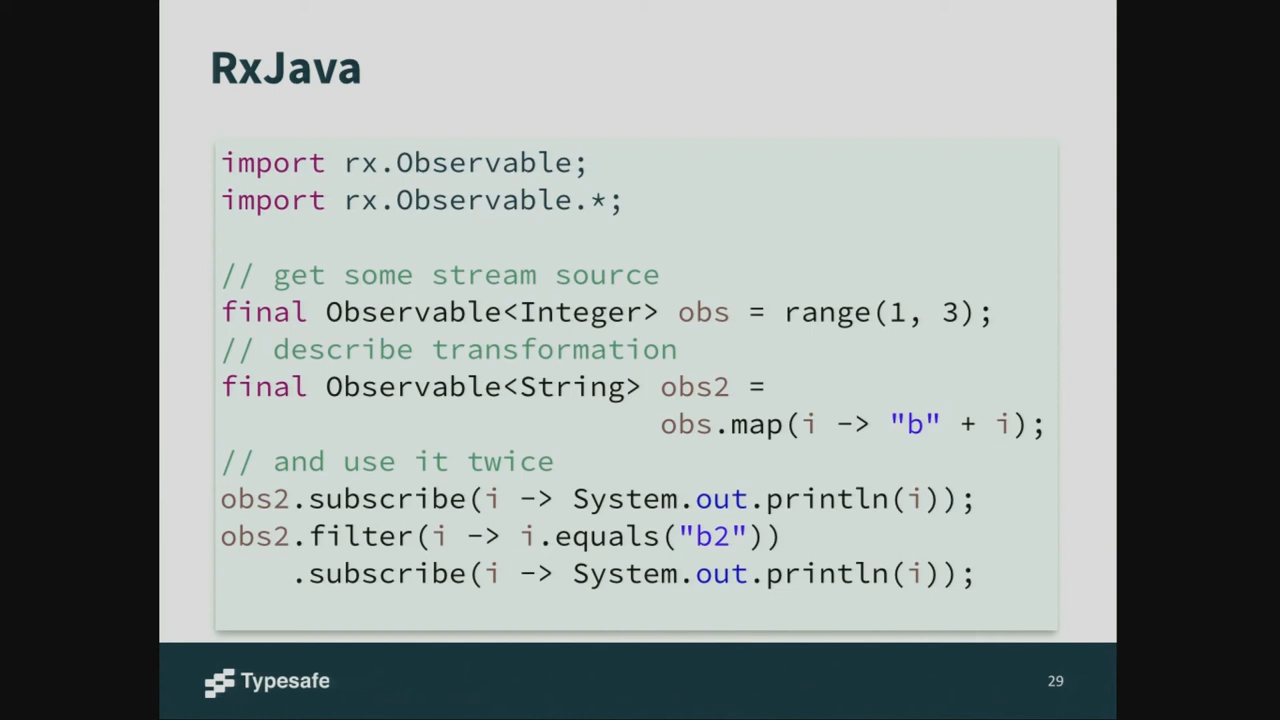 RxJava
import rx.Observable;
import rx.Observable.*;
// get some stream source
final Observable<Integer> obs = range(1, 3);
// describe transformation
final Observable<String> obs2 =
obs.map(i -> "b" + i);
// and use it twice
obs2.subscribe(i -> System.out.println(i));
obs2.filter(i -> i.equals("b2"))
.subscribe(i -> System.out.println(i));
Typesafe
29